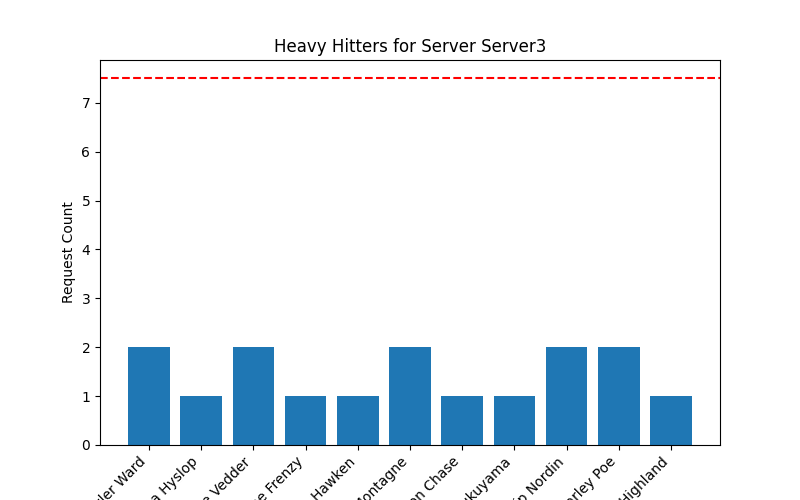 Heavy Hitters for Server Server3
Request Count
7
6
5
4
3
2
1
0
Ward
Hyslop
Vedder
Frenzy
Hawken
Montagne
Chase
Nordin
Poe
Highland